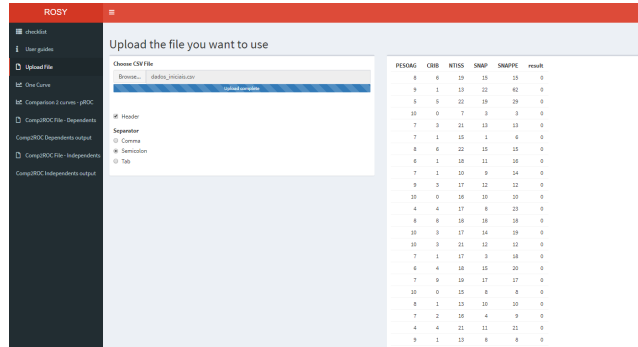 ROSY
checklist
User guides
Upload File
One Curve
Comparison 2 curves - pROC
Comp2ROC File - Dependents
Comp2ROC Dependents output
Comp2ROC File - Independents
Comp2ROC Independents output
Upload the file you want to use
Choose CSV File
Browse... dados_iniciais.csv
Upload complete
Header
Separator
Comma
Semicolon
Tab
PESOAG CRIB NTISS SNAP SNAPPE result
8 6 19 15 15 0
9 1 13 22 62 0
5 5 22 19 29 0
10 0 7 3 3 0
7 3 21 13 13 0
7 1 15 1 6 0
8 6 22 15 15 0
6 1 18 11 16 0
7 1 10 9 14 0
9 3 17 12 12 0
10 0 16 10 10 0
4 4 17 8 23 0
8 8 18 18 18 0
10 3 17 14 19 0
10 3 21 12 12 0
7 1 17 3 18 0
6 4 18 15 20 0
7 9 19 17 17 0
10 0 15 8 8 0
8 1 13 10 10 0
7 2 16 4 9 0
4 4 21 11 21 0
9 1 13 8 8 0